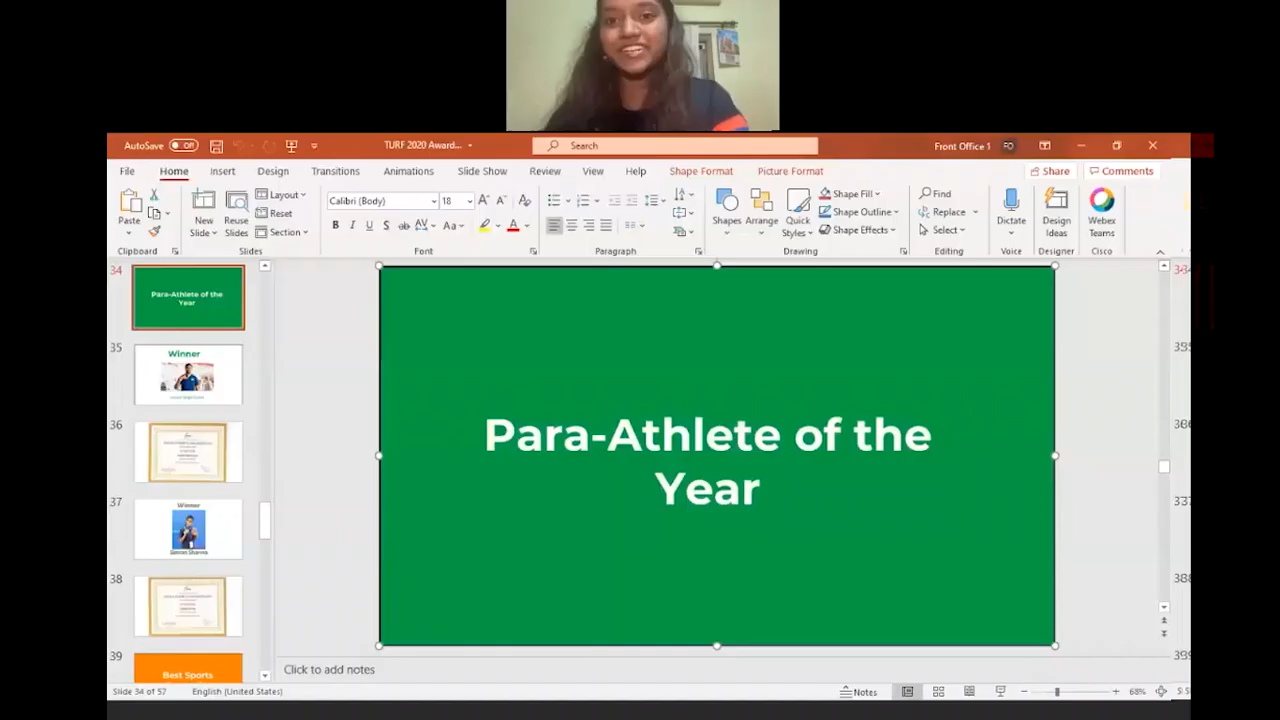 AutoSave Off TURF 2020 Award... Search Front Office 1 FO
File Home Insert Design Transitions Animations Slide Show Review View Help Shape Format Picture Format Share Comments
Paste New Slide Reuse Slides Layout Reset Section
Calibri (Body) 18
Shapes Arrange Quick Styles Shape Fill Shape Outline Shape Effects
Find Replace Select
Dictate Design Ideas Webex Teams
Clipboard Slides Font Paragraph Drawing Editing Voice Designer Cisco
34
Para-Athlete of the
Year
35
Winner
36
37
Winner
38
39
Best Sports
Para-Athlete of the
Year
Click to add notes
Slide 34 of 57 English (United States) Notes 68%